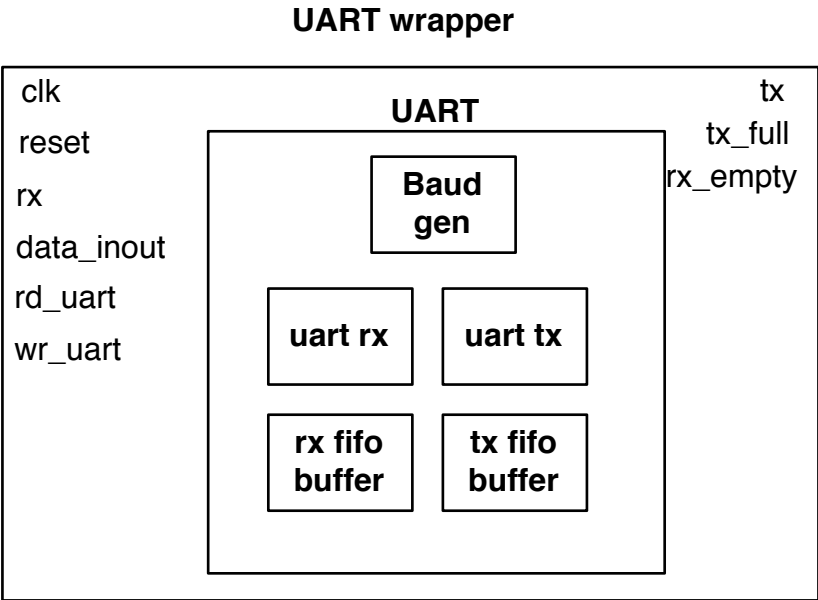 UART wrapper
clk
reset
rx
data_inout
rd_uart
wr_uart
UART
Baud
gen
uart rx
uart tx
rx fifo
buffer
tx fifo
buffer
tx
tx_full
rx_empty